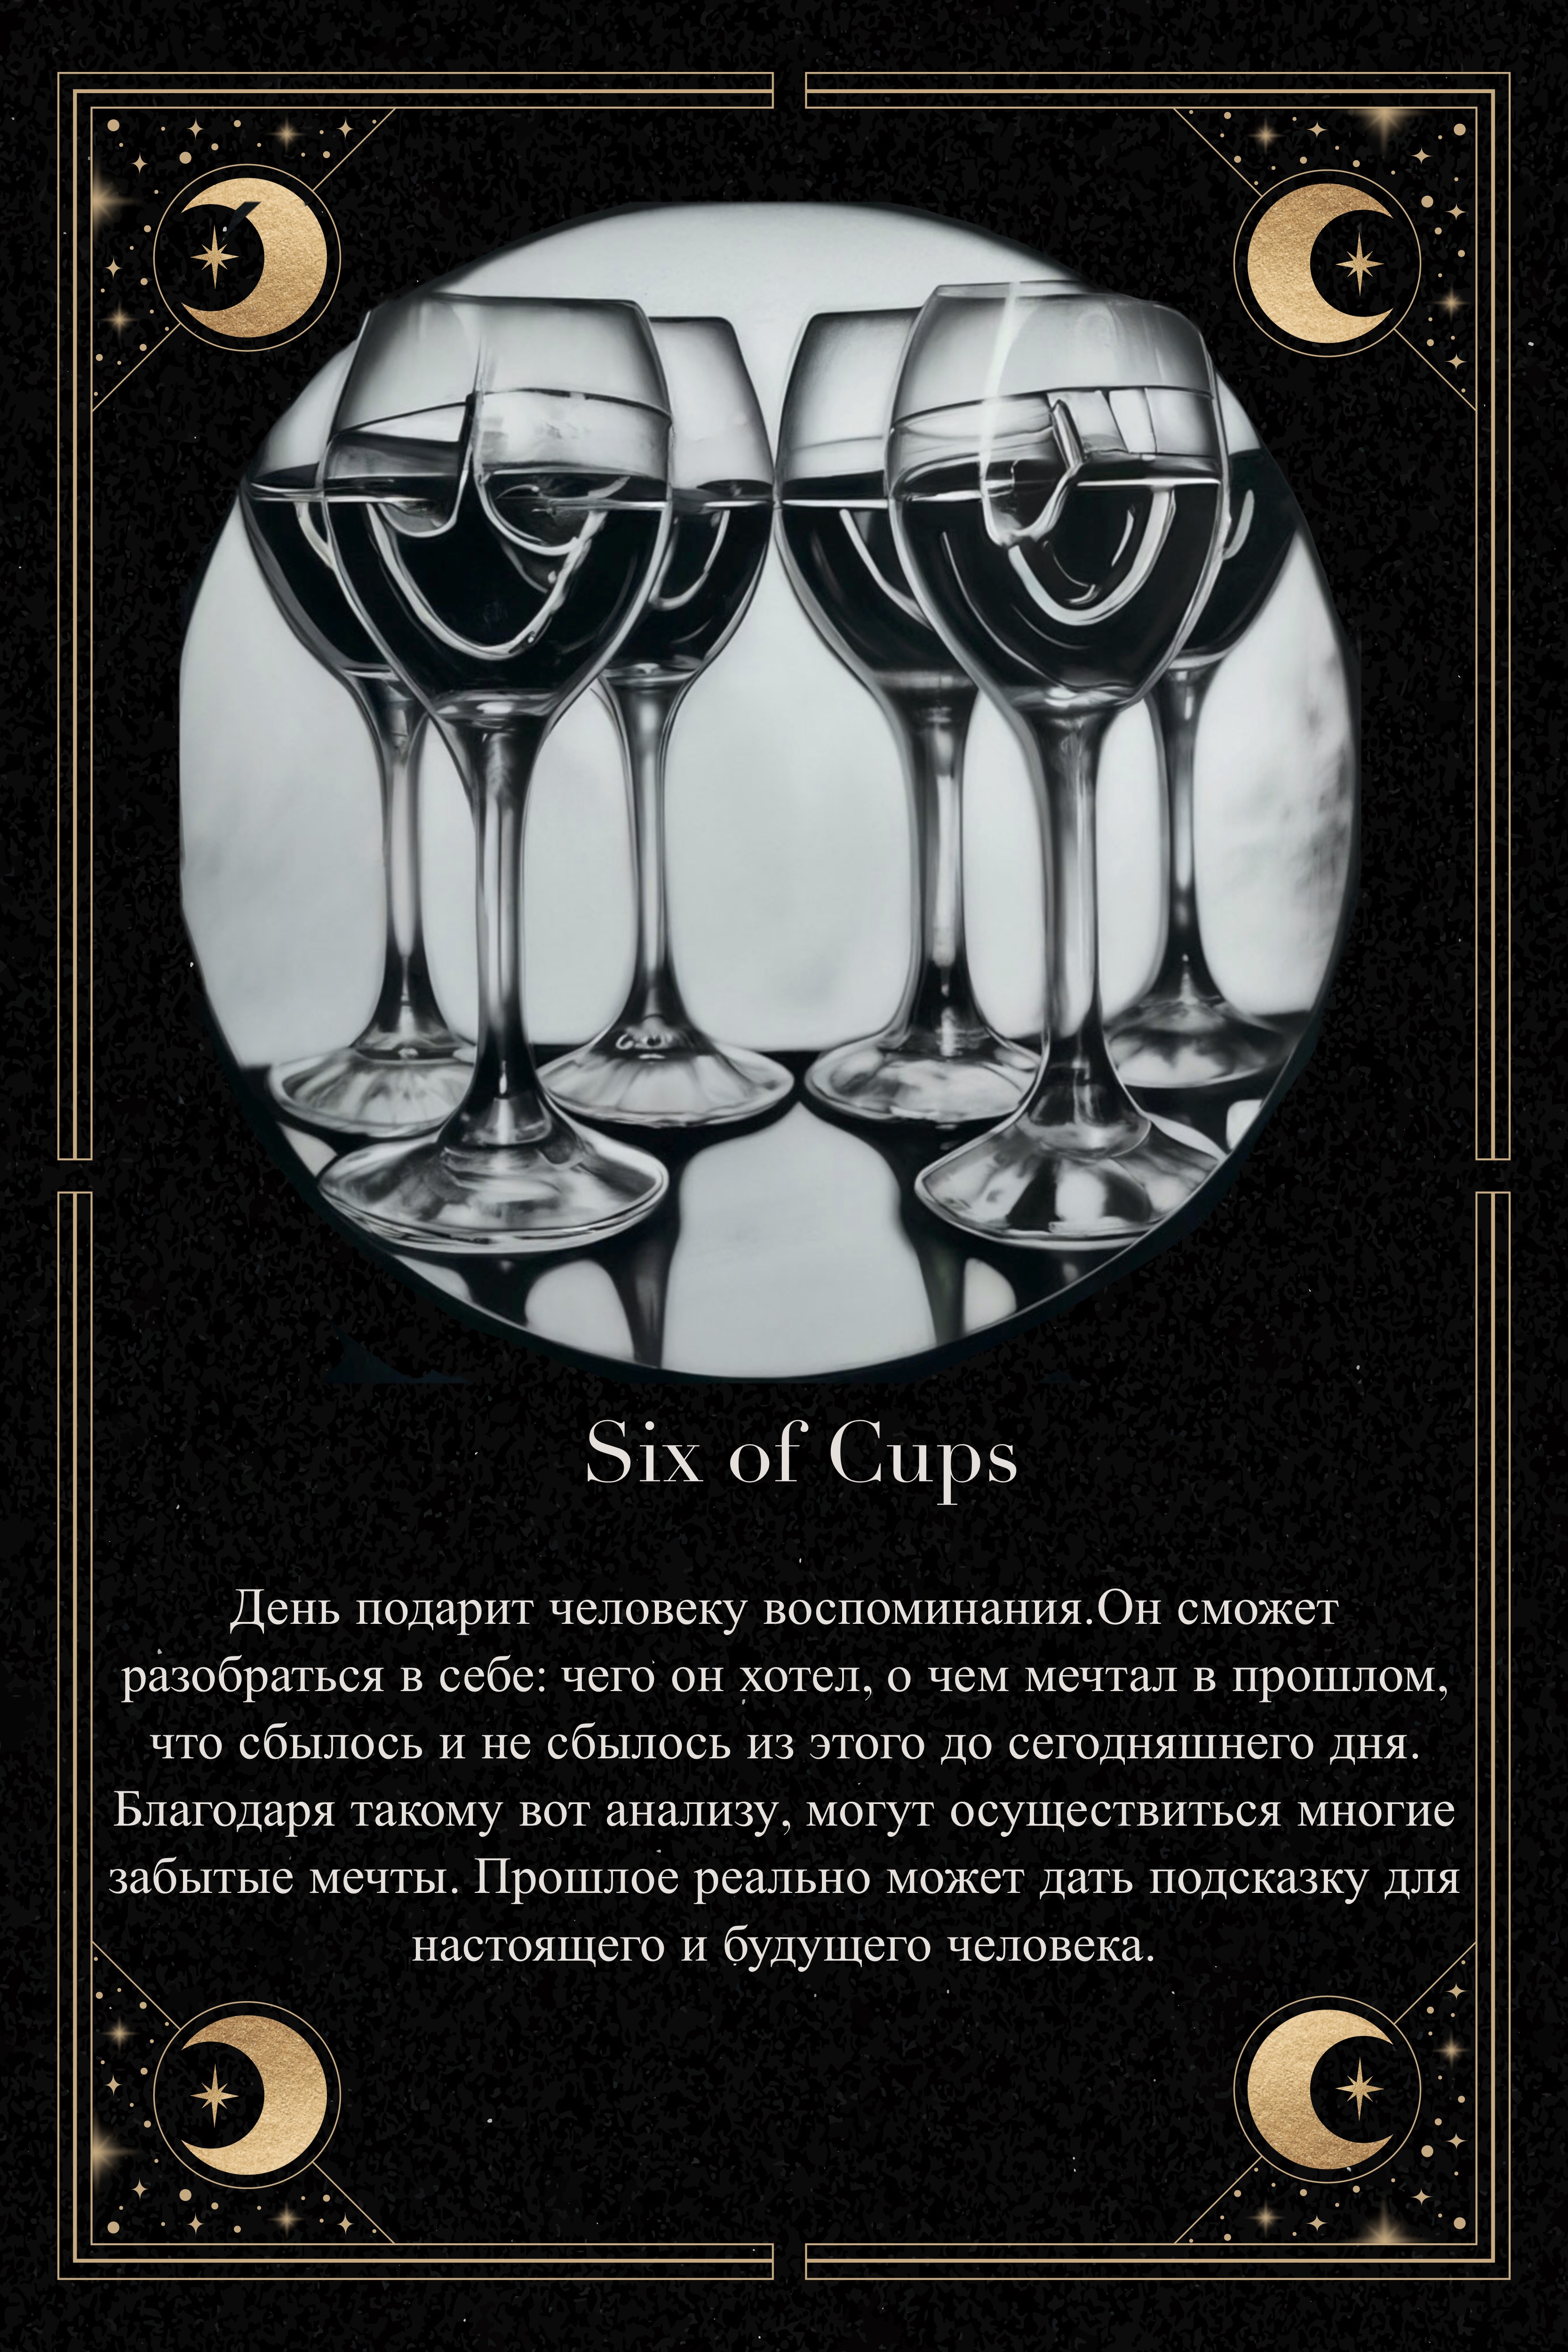 Six of Cups
День подарит человеку воспоминания.Он сможет
разобраться в себе: чего он хотел, о чем мечтал в прошлом,
что сбылось и не сбылось из этого до сегодняшнего дня.
Благодаря такому вот анализу, могут осуществиться многие
забытые мечты. Прошлое реально может дать подсказку для
настоящего и будущего человека.